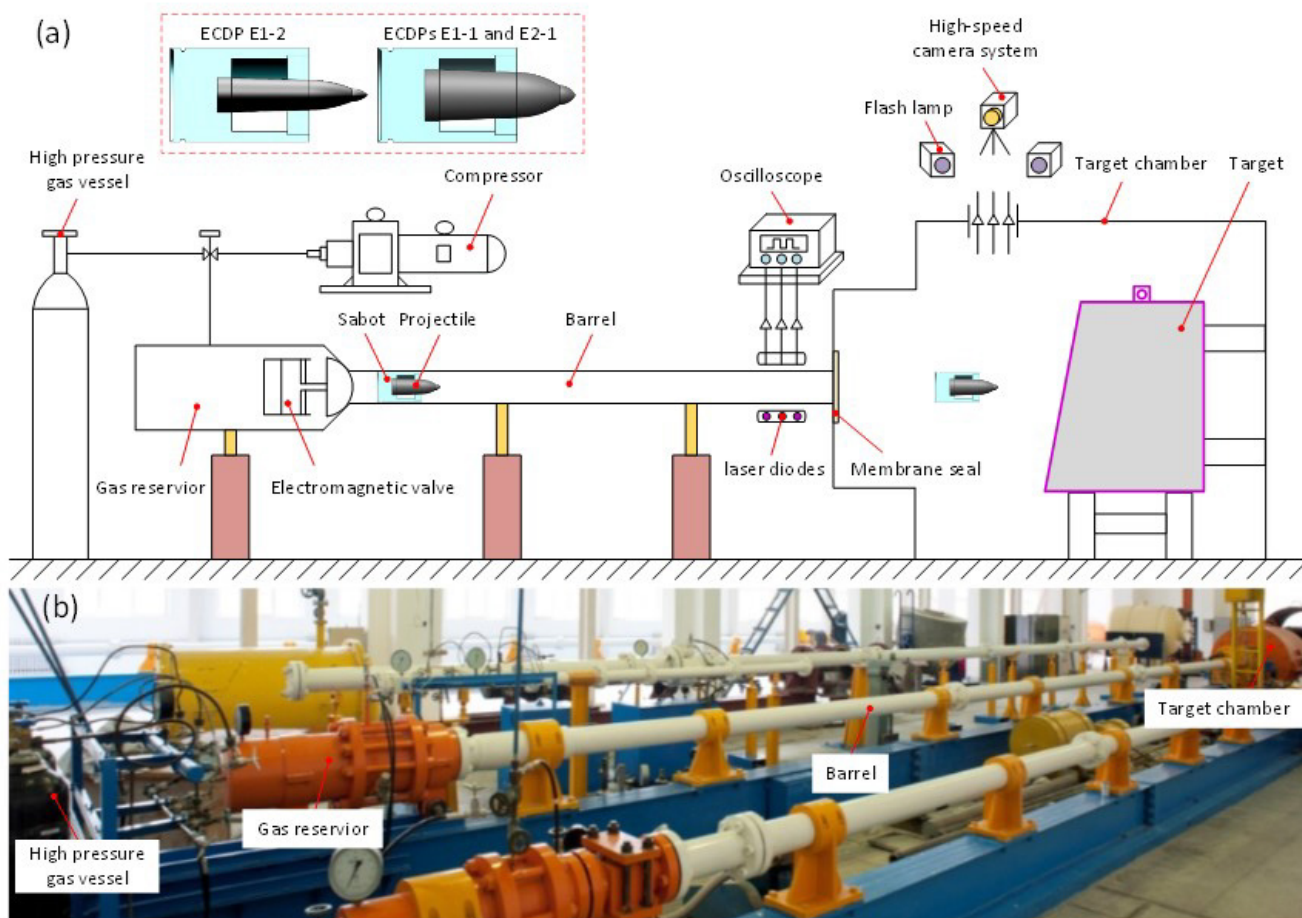 (a)
ECDP E1-2
ECDPs E1-1 and E2-1
High-speed
camera system
Flash lamp
High pressure
gas vessel
Compressor
Oscilloscope
Target chamber
Target
Sabot
Projectile
Barrel
Gas reservior
Electromagnetic valve
laser diodes
Membrane seal
(b)
Target chamber
Barrel
Gas reservior
High pressure
gas vessel